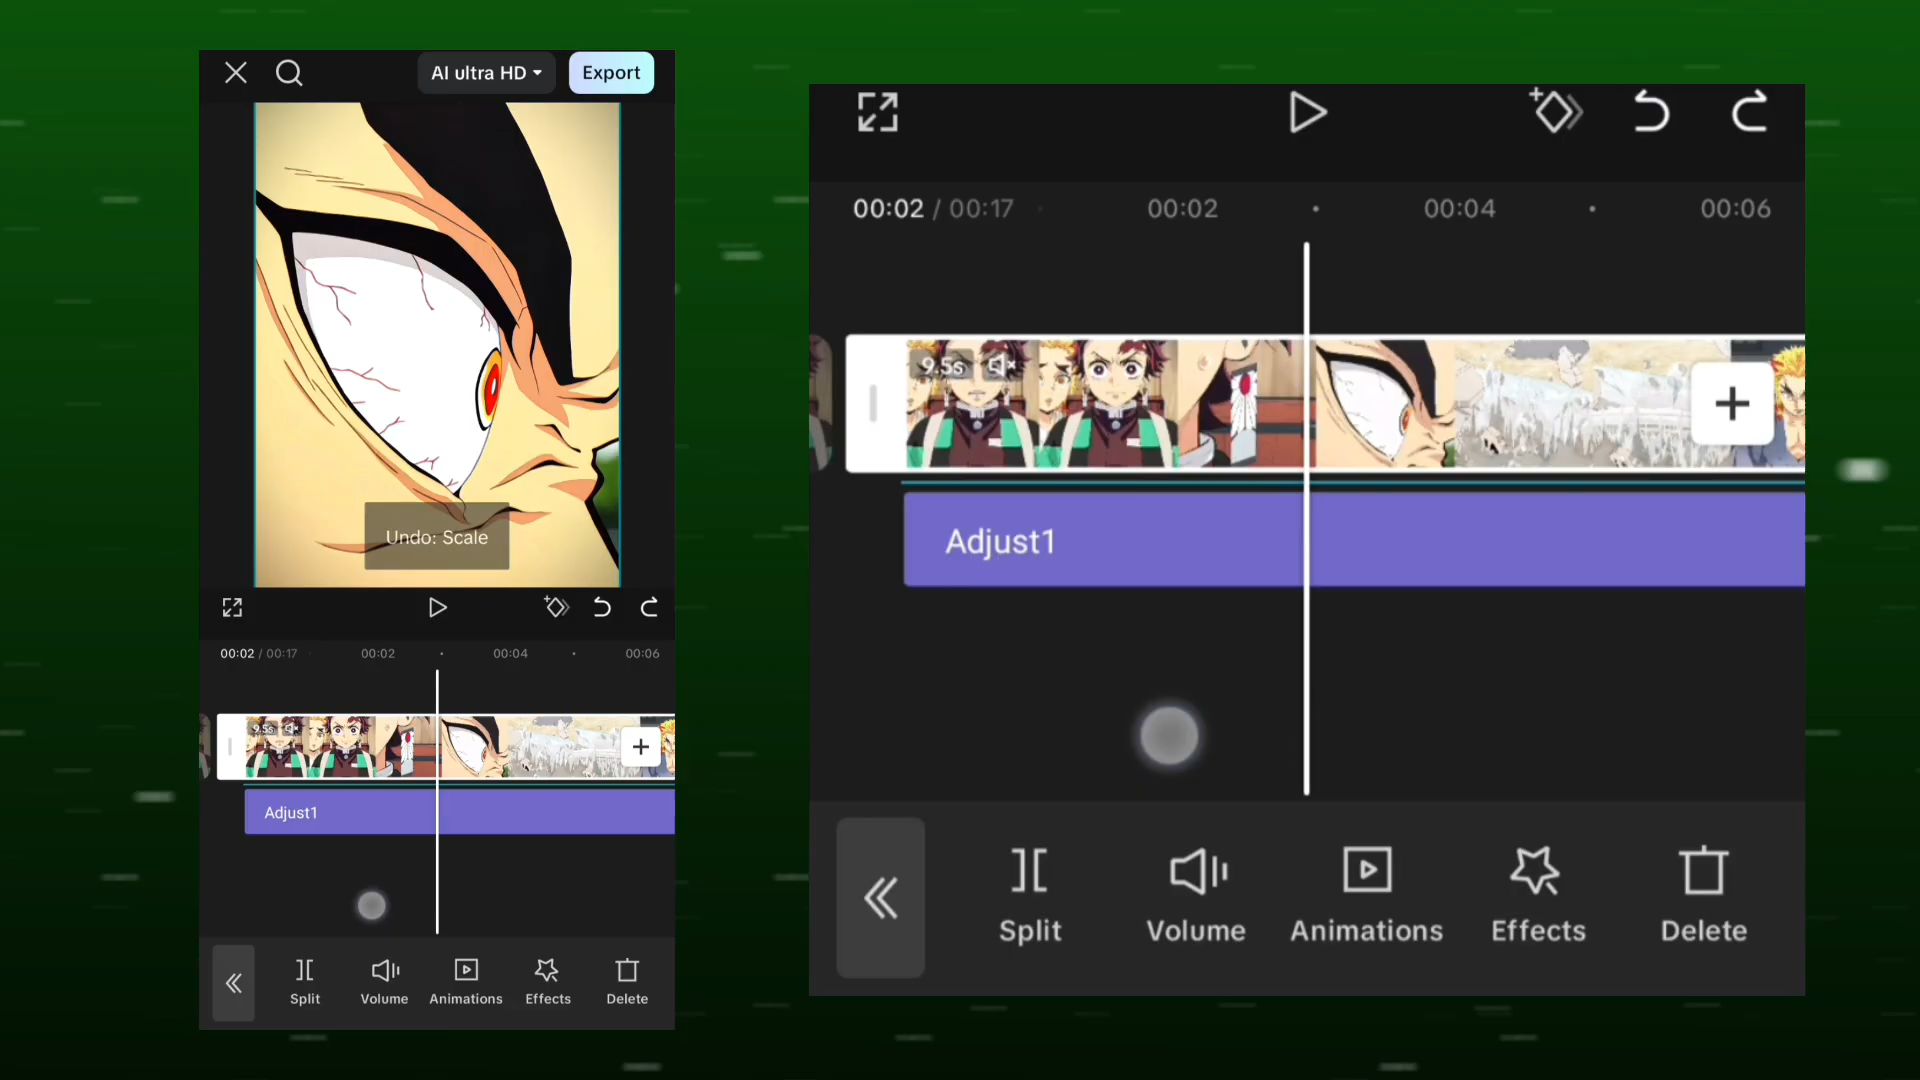 AI ultra HD Export
Undo: Scale
00:02 / 00:17 00:02 00:04 00:06
9.5s
Adjust1
Split Volume Animations Effects Delete
00:02 / 00:17 00:02 00:04 00:06
9.5s
Adjust1
Split Volume Animations Effects Delete